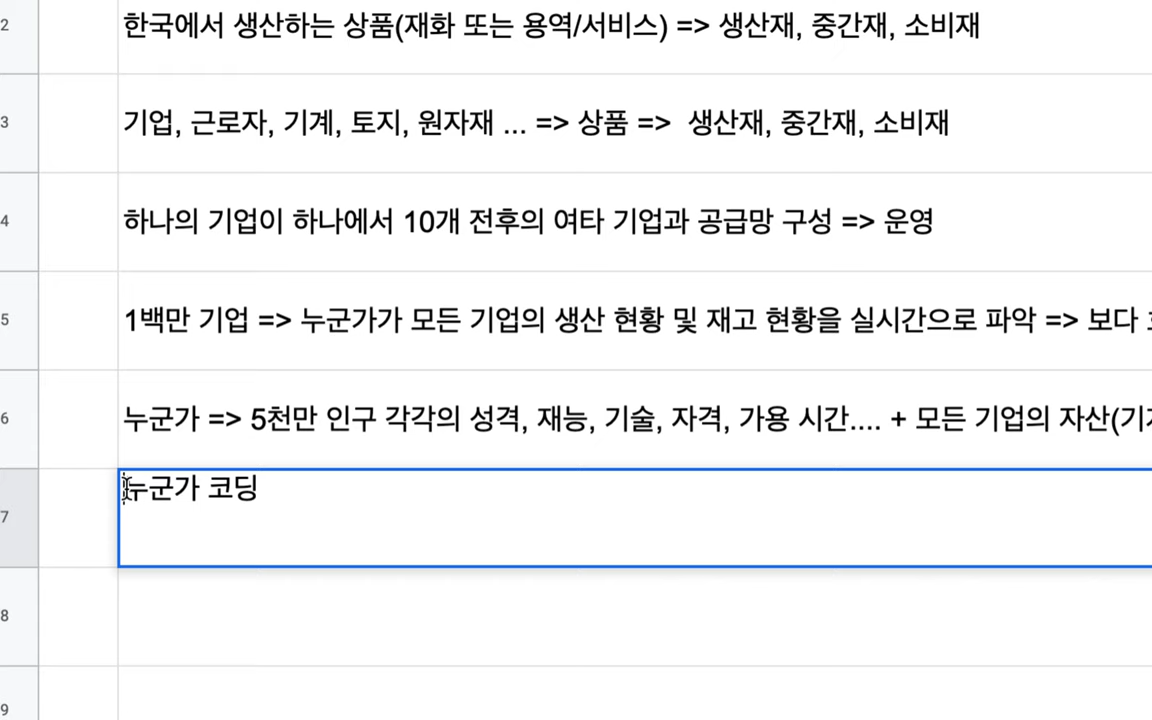 2
한국에서 생산하는 상품(재화 또는 용역/서비스) => 생산재, 중간재, 소비재
3
기업, 근로자, 기계, 토지, 원자재 ... => 상품 => 생산재, 중간재, 소비재
4
하나의 기업이 하나에서 10개 전후의 여타 기업과 공급망 구성 => 운영
5
1백만 기업 => 누군가가 모든 기업의 생산 현황 및 재고 현황을 실시간으로 파악 => 보다
6
누군가 => 5천만 인구 각각의 성격, 재능, 기술, 자격, 가용 시간.... + 모든 기업의 자산(기계
7
누군가 코딩
8
9